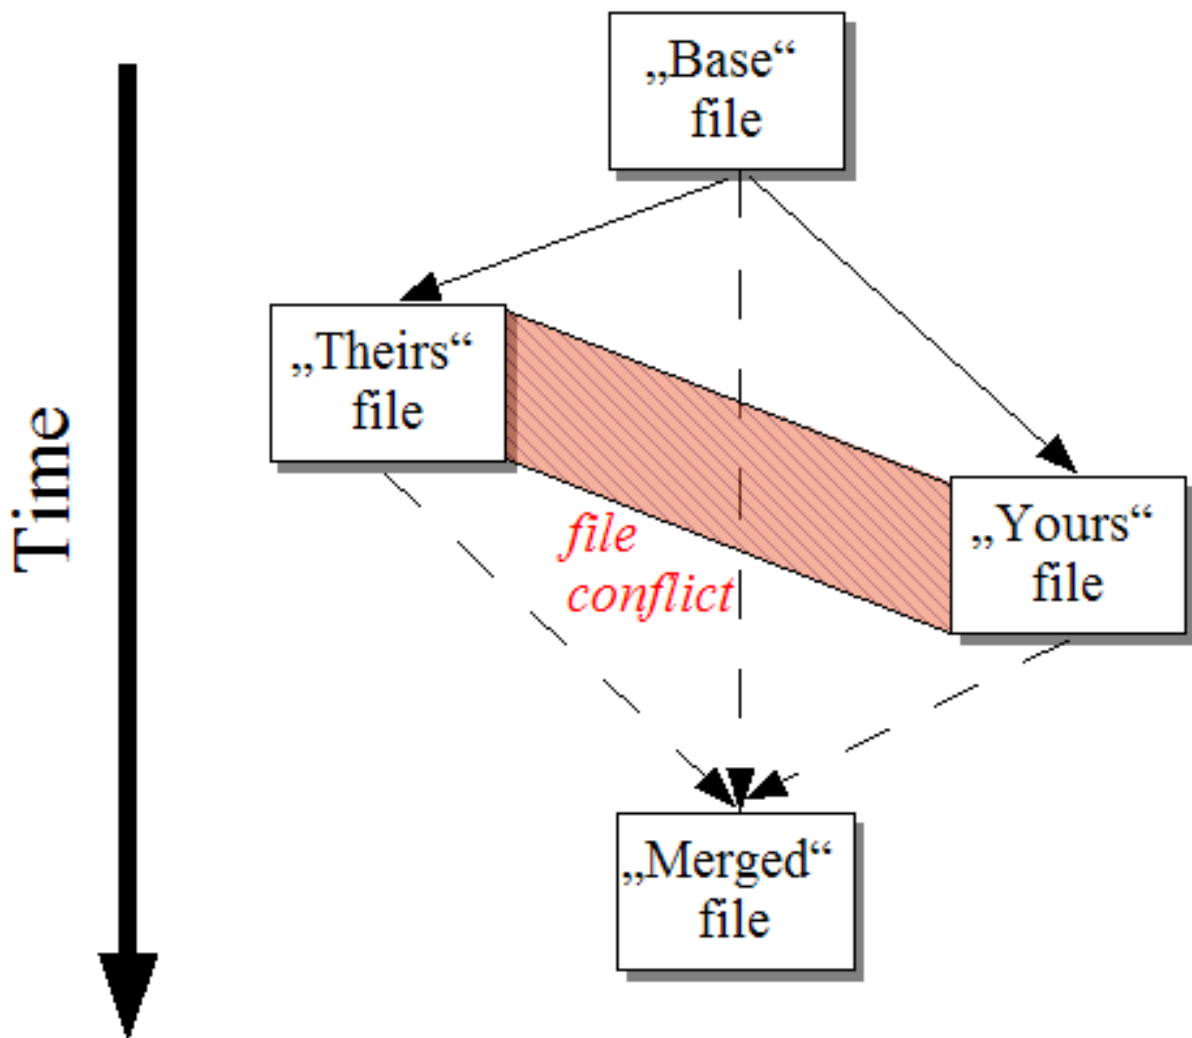 „Base“
file
„Theirs“
file
Time
„Yours“
file
file
conflict
„Merged“
file